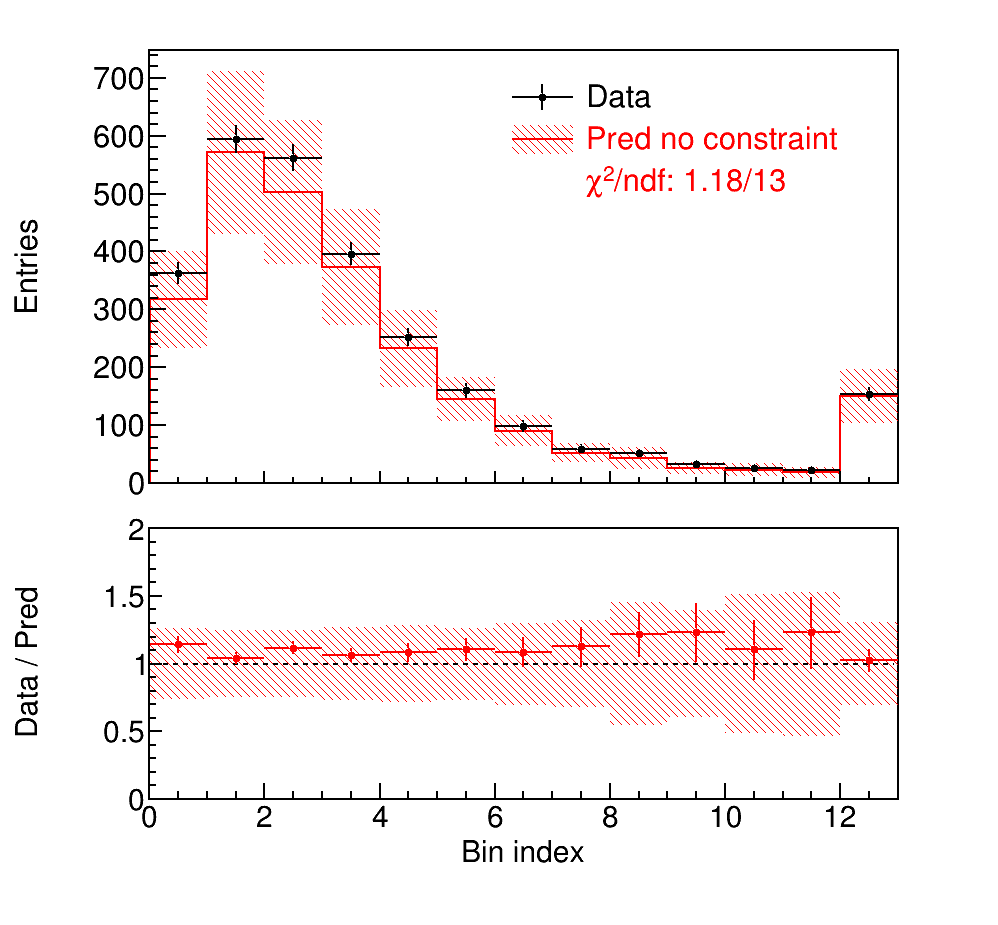 700
600
500
400
300
200
100
0
Entries
Data
Pred no constraint
χ²/ndf: 1.18/13
2
1.5
1
0.5
0
Data / Pred
0 2 4 6 8 10 12
Bin index